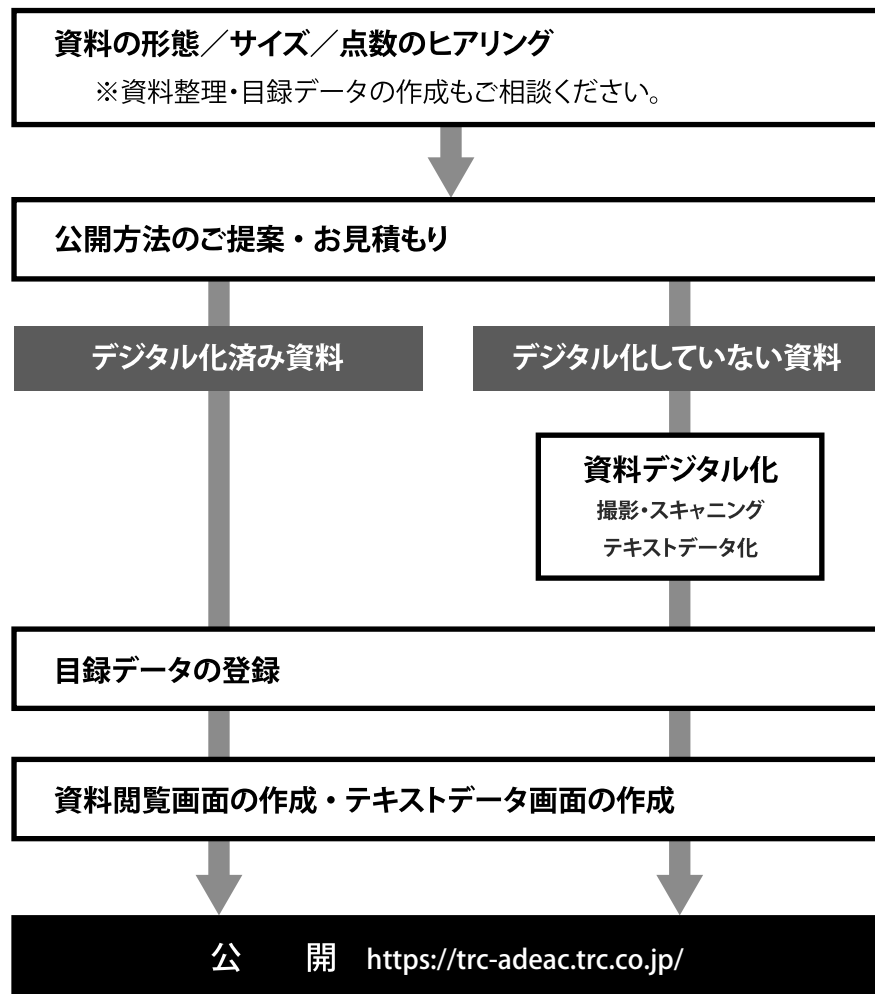 資料の形態／サイズ／点数のヒアリング
※資料整理・目録データの作成もご相談ください。
公開方法のご提案・お見積もり
デジタル化済み資料
デジタル化していない資料
資料デジタル化
撮影・スキャニング
テキストデータ化
目録データの登録
資料閲覧画面の作成・テキストデータ画面の作成
公　開　https://trc-adeac.trc.co.jp/